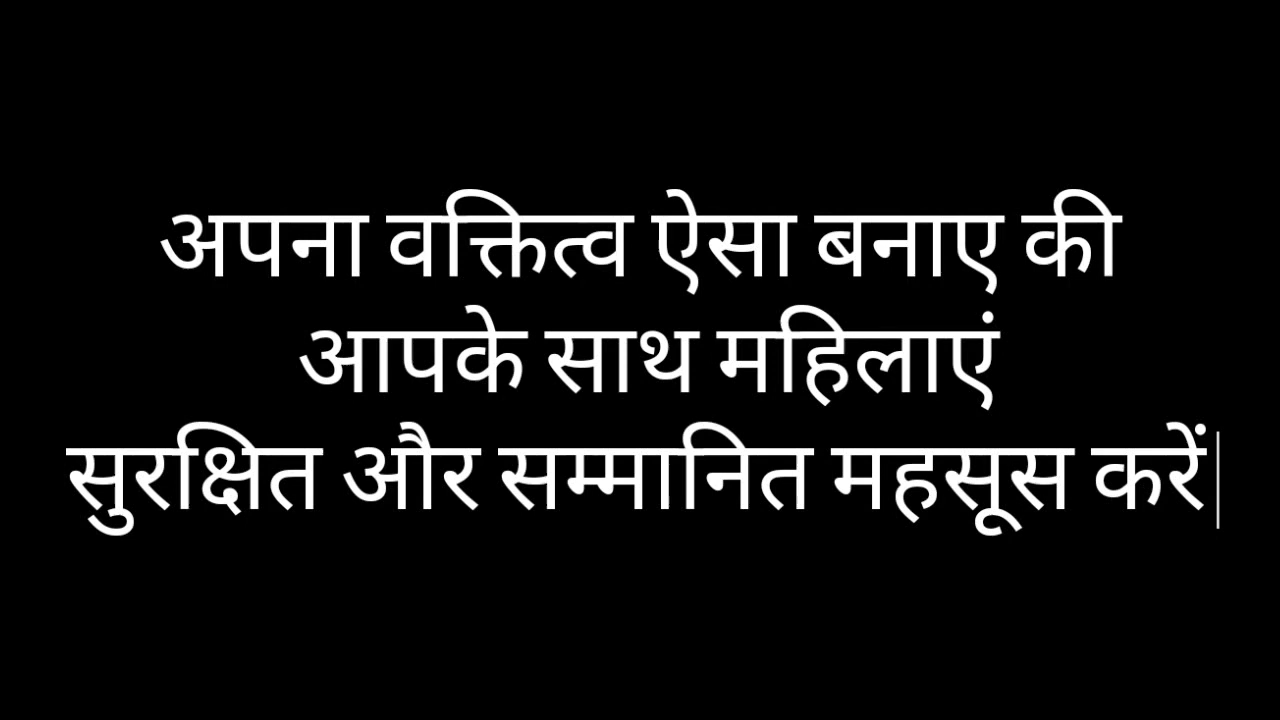 अपना वक्तित्व ऐसा बनाए की
आपके साथ महिलाएं
सुरक्षित और सम्मानित महसूस करें